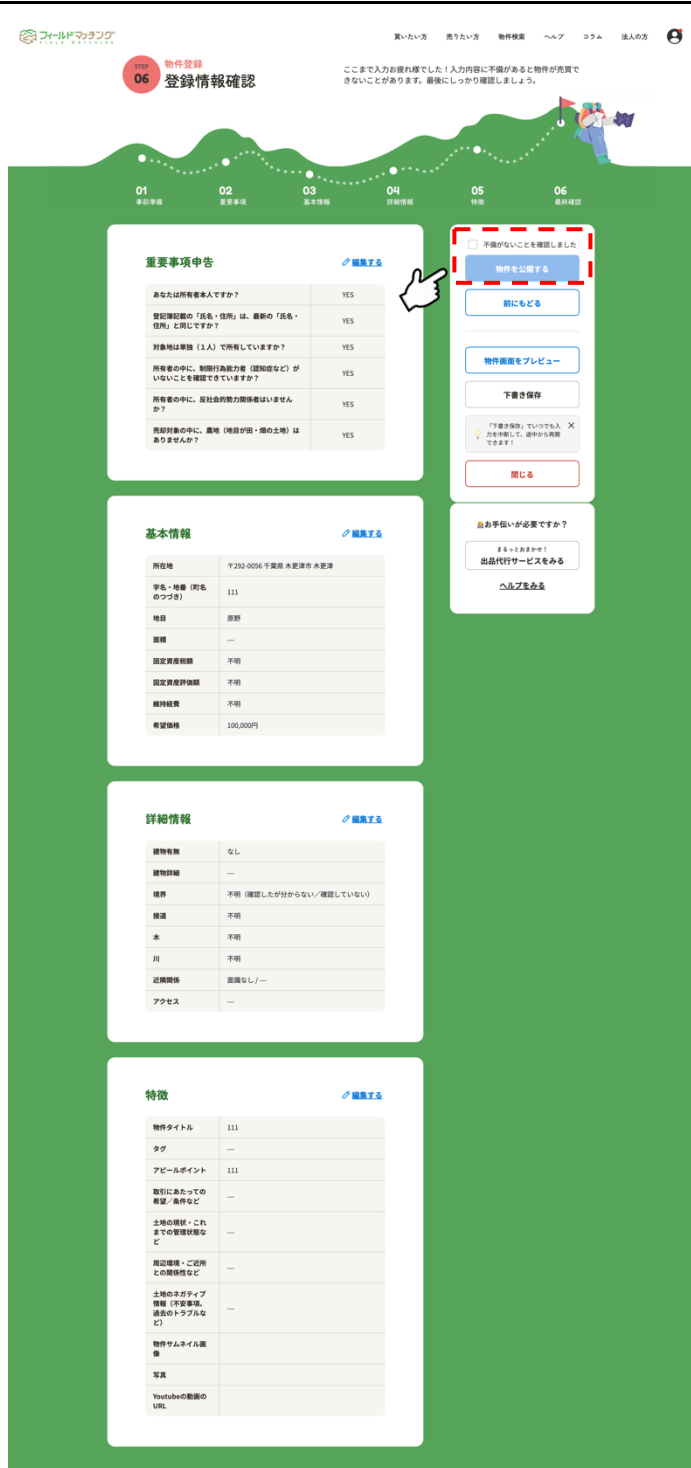 フィールドマッチング
FIELD MATCHING
買いたい方 売りたい方 物件検索 ヘルプ コラム 法人の方
STEP
06
物件登録
登録情報確認
ここまで入力お疲れ様でした！入力内容に不備があると物件が売買で
きないことがあります。最後にしっかり確認しましょう。
01 02 03 04 05 06
事前準備 重要事項 基本情報 詳細情報 特徴 最終確認
重要事項申告
編集する
あなたは所有者本人ですか？ YES
登記簿記載の「氏名・住所」は、最新の「氏名・
住所」と同じですか？
YES
対象地は単独（１人）で所有していますか？ YES
所有者の中に、制限行為能力者（認知症など）が
いないことを確認できていますか？
YES
所有者の中に、反社会的勢力関係者はいません
か？
YES
売却対象の中に、農地（地目が田・畑の土地）は
ありませんか？
YES
不備がないことを確認しました
物件を公開する
前にもどる
物件画面をプレビュー
下書き保存
「下書き保存」でいつでも入
力を中断して、途中から再開
できます！
閉じる
お手伝いが必要ですか？
まるっとおまかせ！
出品代行サービスをみる
ヘルプをみる
基本情報
編集する
所在地 〒292-0056 千葉県 木更津市 木更津
字名・地番（町名
のつづき）
111
地目 原野
面積 ---
固定資産税額 不明
固定資産評価額 不明
維持経費 不明
希望価格 100,000円
詳細情報
編集する
建物有無 なし
建物詳細 ---
境界 不明（確認したが分からない／確認していない）
接道 不明
木 不明
川 不明
近隣関係 面識なし / ---
アクセス ---
特徴
編集する
物件タイトル 111
タグ ---
アピールポイント 111
取引にあたっての
希望／条件など
---
土地の現状・これ
までの管理状態な
ど
---
周辺環境・ご近所
との関係性など
---
土地のネガティブ
情報（不安事項、
過去のトラブルな
ど）
---
物件サムネイル画
像
写真
Youtubeの動画の
URL